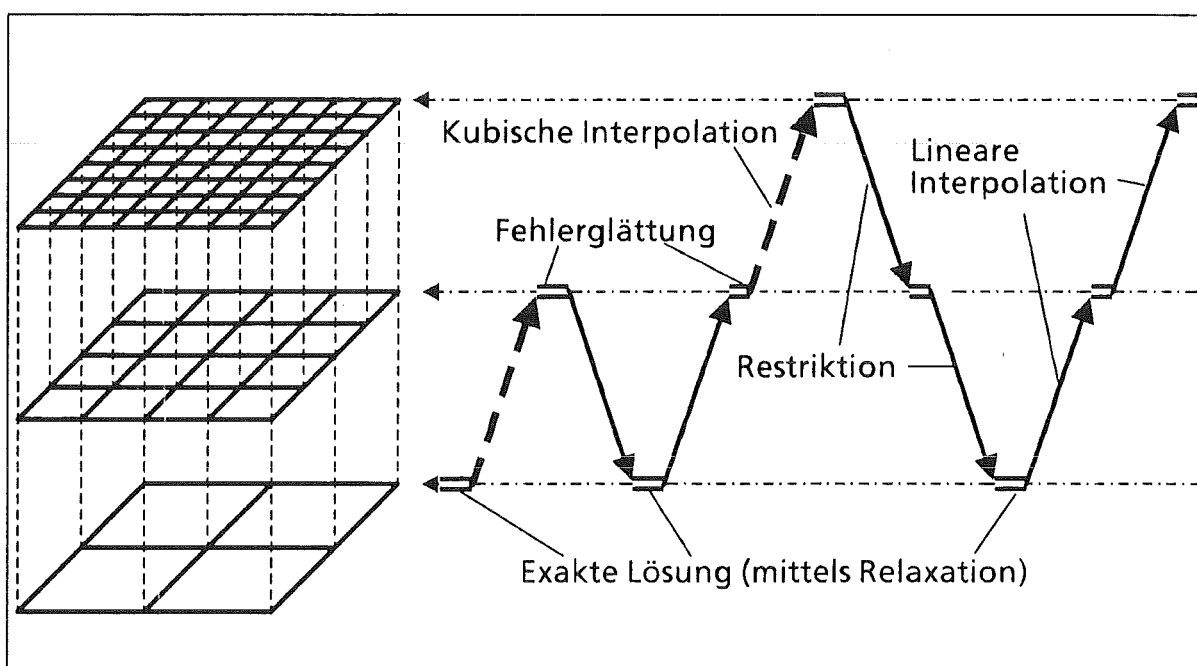 Kubische Interpolation
Lineare
Interpolation
Fehlerglättung
Restriktion
Exakte Lösung (mittels Relaxation)